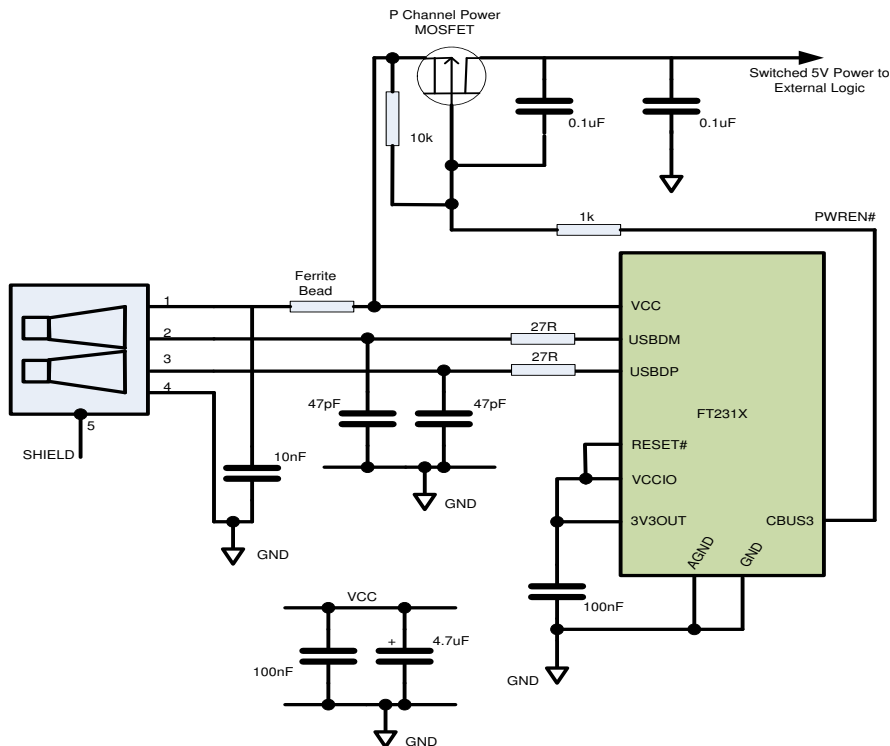 P Channel Power
MOSFET
Switched 5V Power to
External Logic
0.1uF
0.1uF
10k
1k
PWREN#
Ferrite
Bead
1
VCC
2
27R
USBDM
3
27R
USBDP
4
47pF
47pF
FT231X
5
SHIELD
10nF
RESET#
VCCIO
GND
3V3OUT
CBUS3
GND
AGND
GND
100nF
VCC
+
4.7uF
100nF
GND
GND